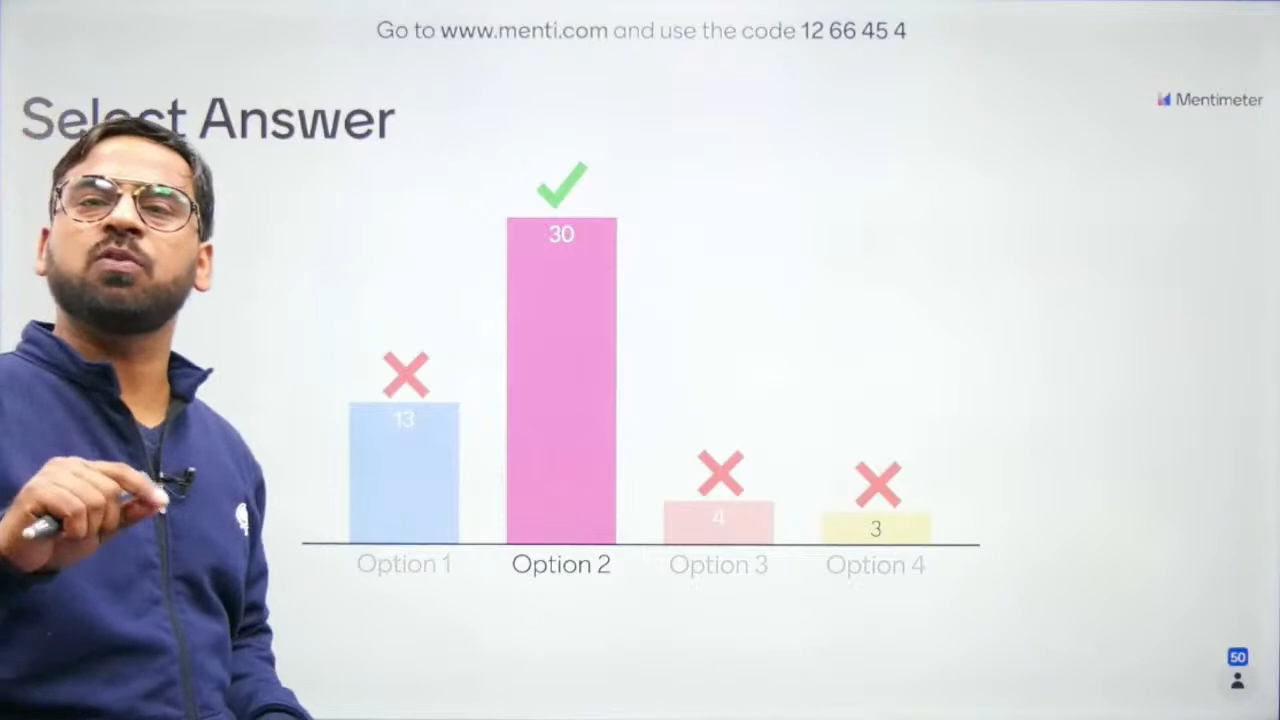 Go to www.menti.com and use the code 12 66 45 4
Select Answer
Mentimeter
30
13
4
3
Option 1
Option 2
Option 3
Option 4
50